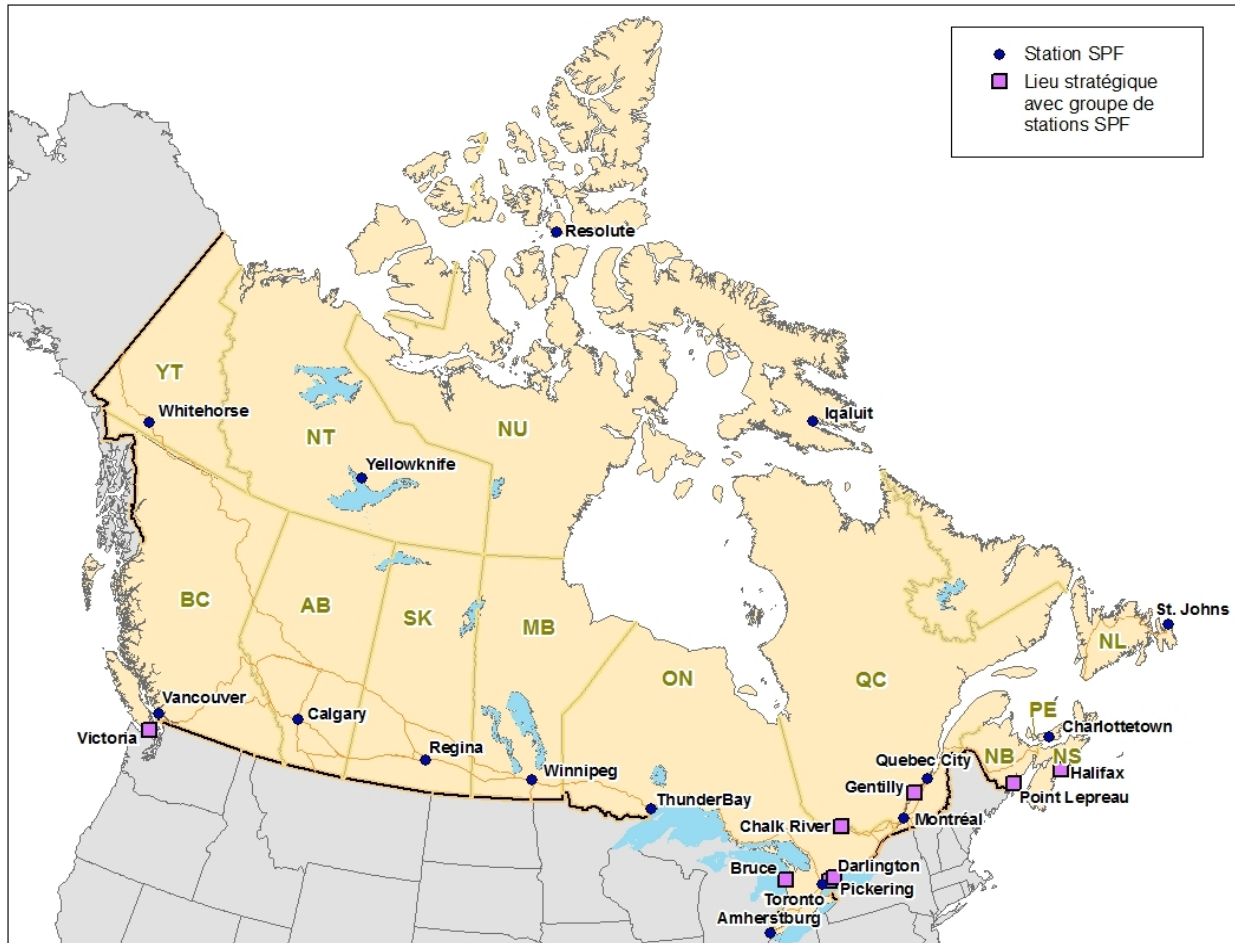 Station SPF
Lieu stratégique
avec groupe de
stations SPF
Resolute
YT
Whitehorse
Iqaluit
NT
NU
Yellowknife
BC
AB
SK
MB
St. Johns
NL
ON
QC
Vancouver
PE
Calgary
Charlottetown
Victoria
Regina
Quebec City
NB
NS
Winnipeg
Halifax
Gentilly
Point Lepreau
ThunderBay
Montréal
Chalk River
Bruce
Darlington
Pickering
Toronto
Amherstburg